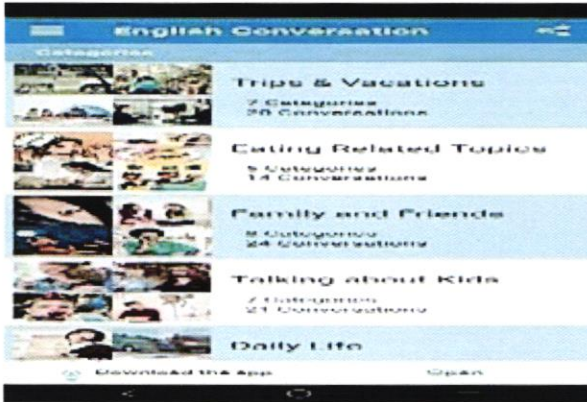 English Conversation
Categories
Trips & Vacations
7 Categories
20 Conversations
Eating Related Topics
5 Categories
14 Conversations
Family and Friends
8 Categories
24 Conversations
Talking about Kids
7 Categories
21 Conversations
Daily Life
Download the app
Open